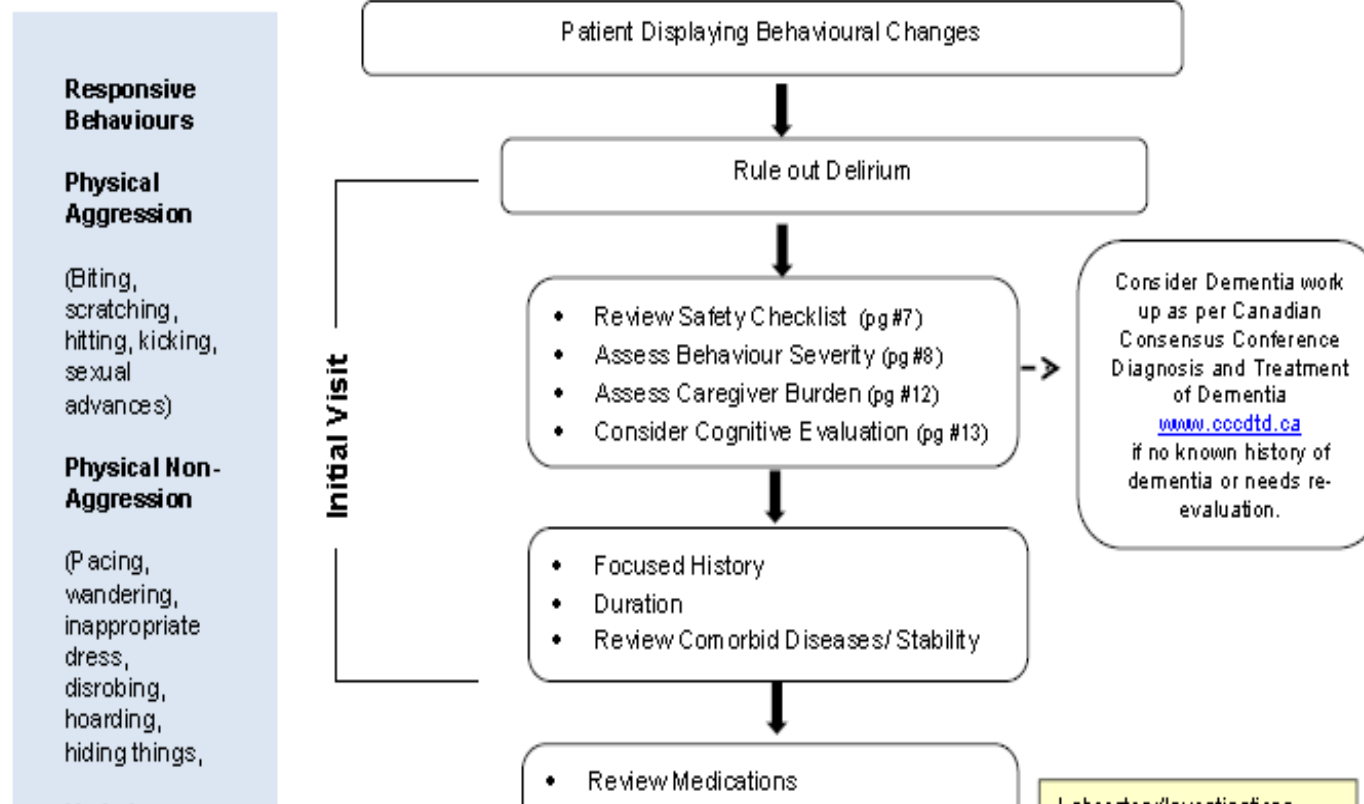 Responsive
Behaviours
Physical
Aggression
(Biting,
scratching,
hitting, kicking,
sexual
advances)
Physical Non-
Aggression
(Pacing,
wandering,
inappropriate
dress,
disrobing,
hoarding,
hiding things,
Patient Displaying Behavioural Changes
Rule out Delirium
Initial Visit
• Review Safety Checklist (pg #7)
• Assess Behaviour Severity (pg #8)
• Assess Caregiver Burden (pg #12)
• Consider Cognitive Evaluation (pg #13)
Consider Dementia work
up as per Canadian
Consensus Conference
Diagnosis and Treatment
of Dementia
www.cccdtd.ca
if no known history of
dementia or needs re-
evaluation.
• Focused History
• Duration
• Review Comorbid Diseases/ Stability
• Review Medications